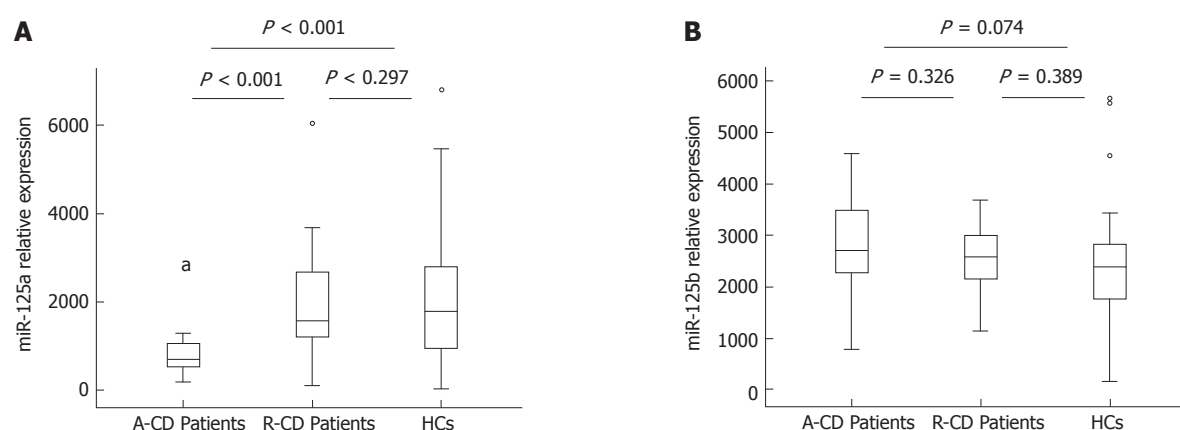 A
P < 0.001
P < 0.001
P < 0.297
miR-125a relative expression
6000
4000
2000
0
a
A-CD Patients
R-CD Patients
HCs
B
P = 0.074
P = 0.326
P = 0.389
miR-125b relative expression
6000
5000
4000
3000
2000
1000
0
A-CD Patients
R-CD Patients
HCs